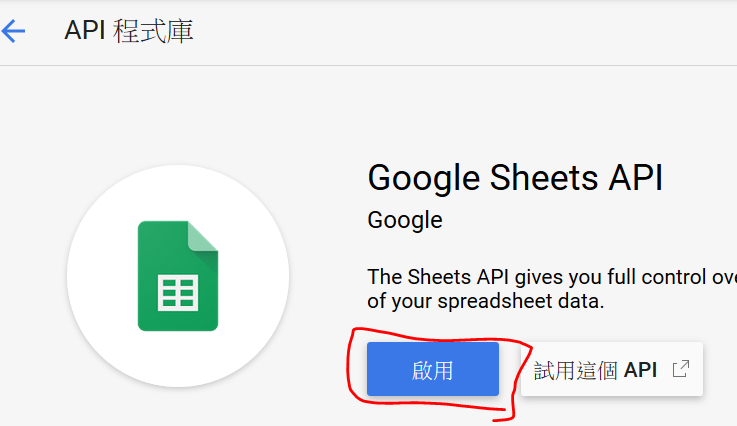 API 程式庫
Google Sheets API
Google
The Sheets API gives you full control ove
of your spreadsheet data.
啟用
試用這個 API